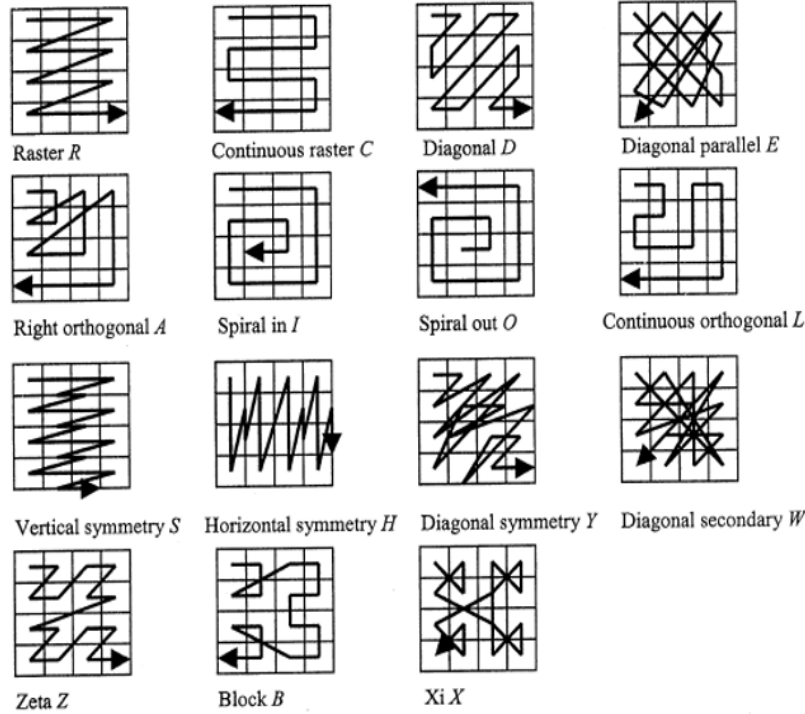 Raster R
Continuous raster C
Diagonal D
Diagonal parallel E
Right orthogonal A
Spiral in I
Spiral out O
Continuous orthogonal L
Vertical symmetry S
Horizontal symmetry H
Diagonal symmetry Y
Diagonal secondary W
Zeta Z
Block B
Xi X